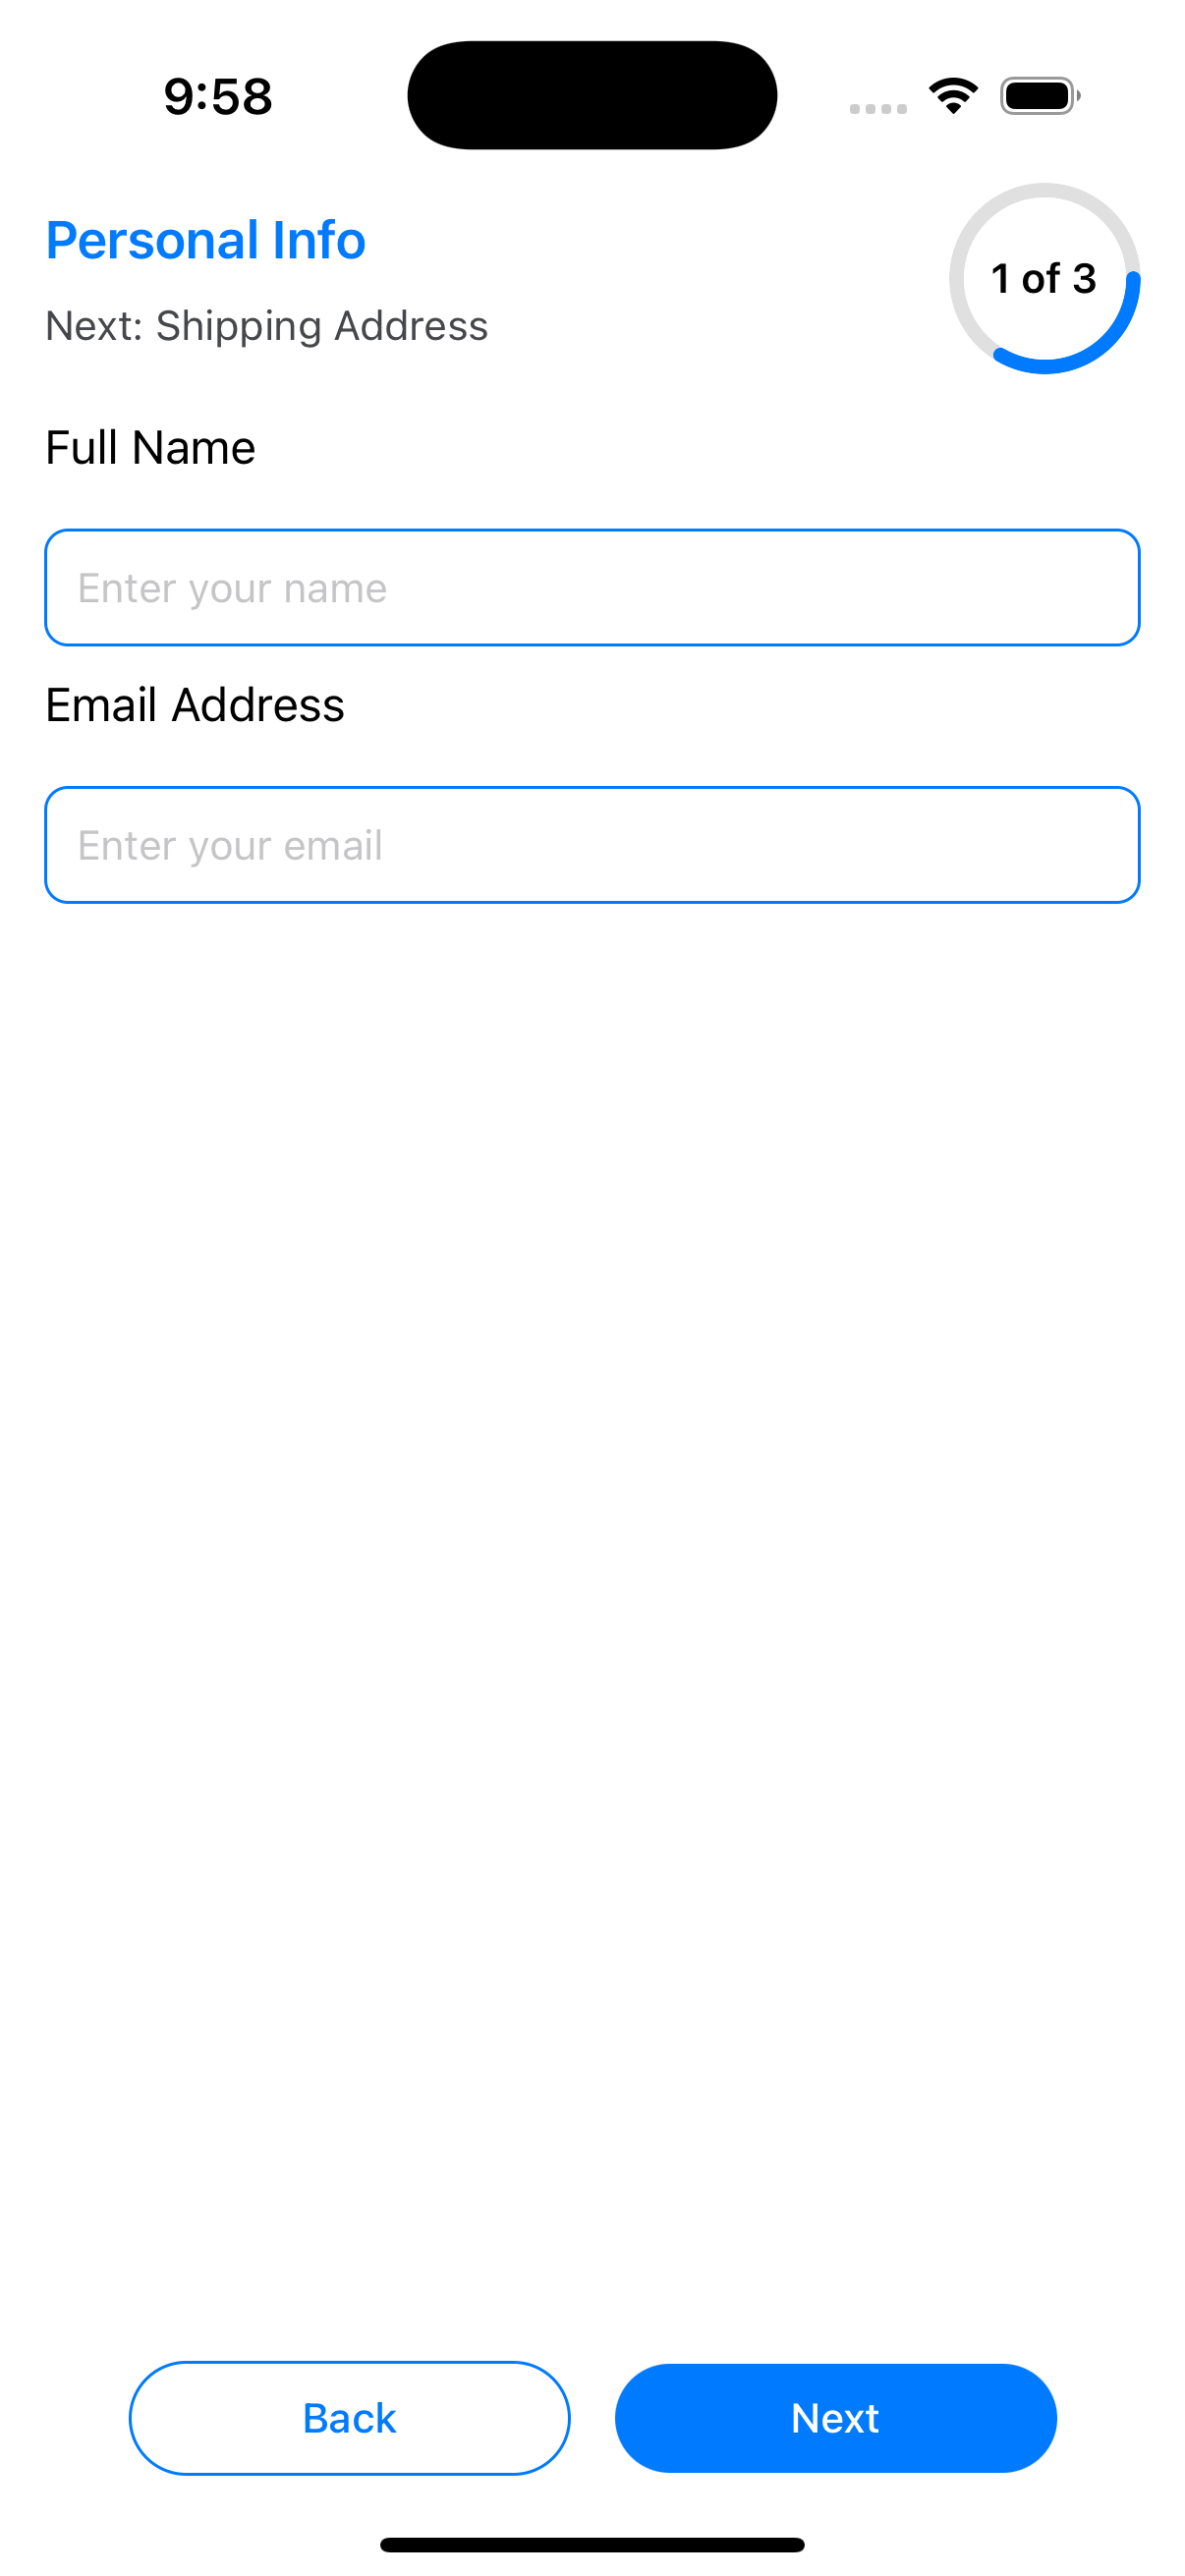 9:58
Personal Info
Next: Shipping Address
1 of 3
Full Name
Enter your name
Email Address
Enter your email
Back
Next